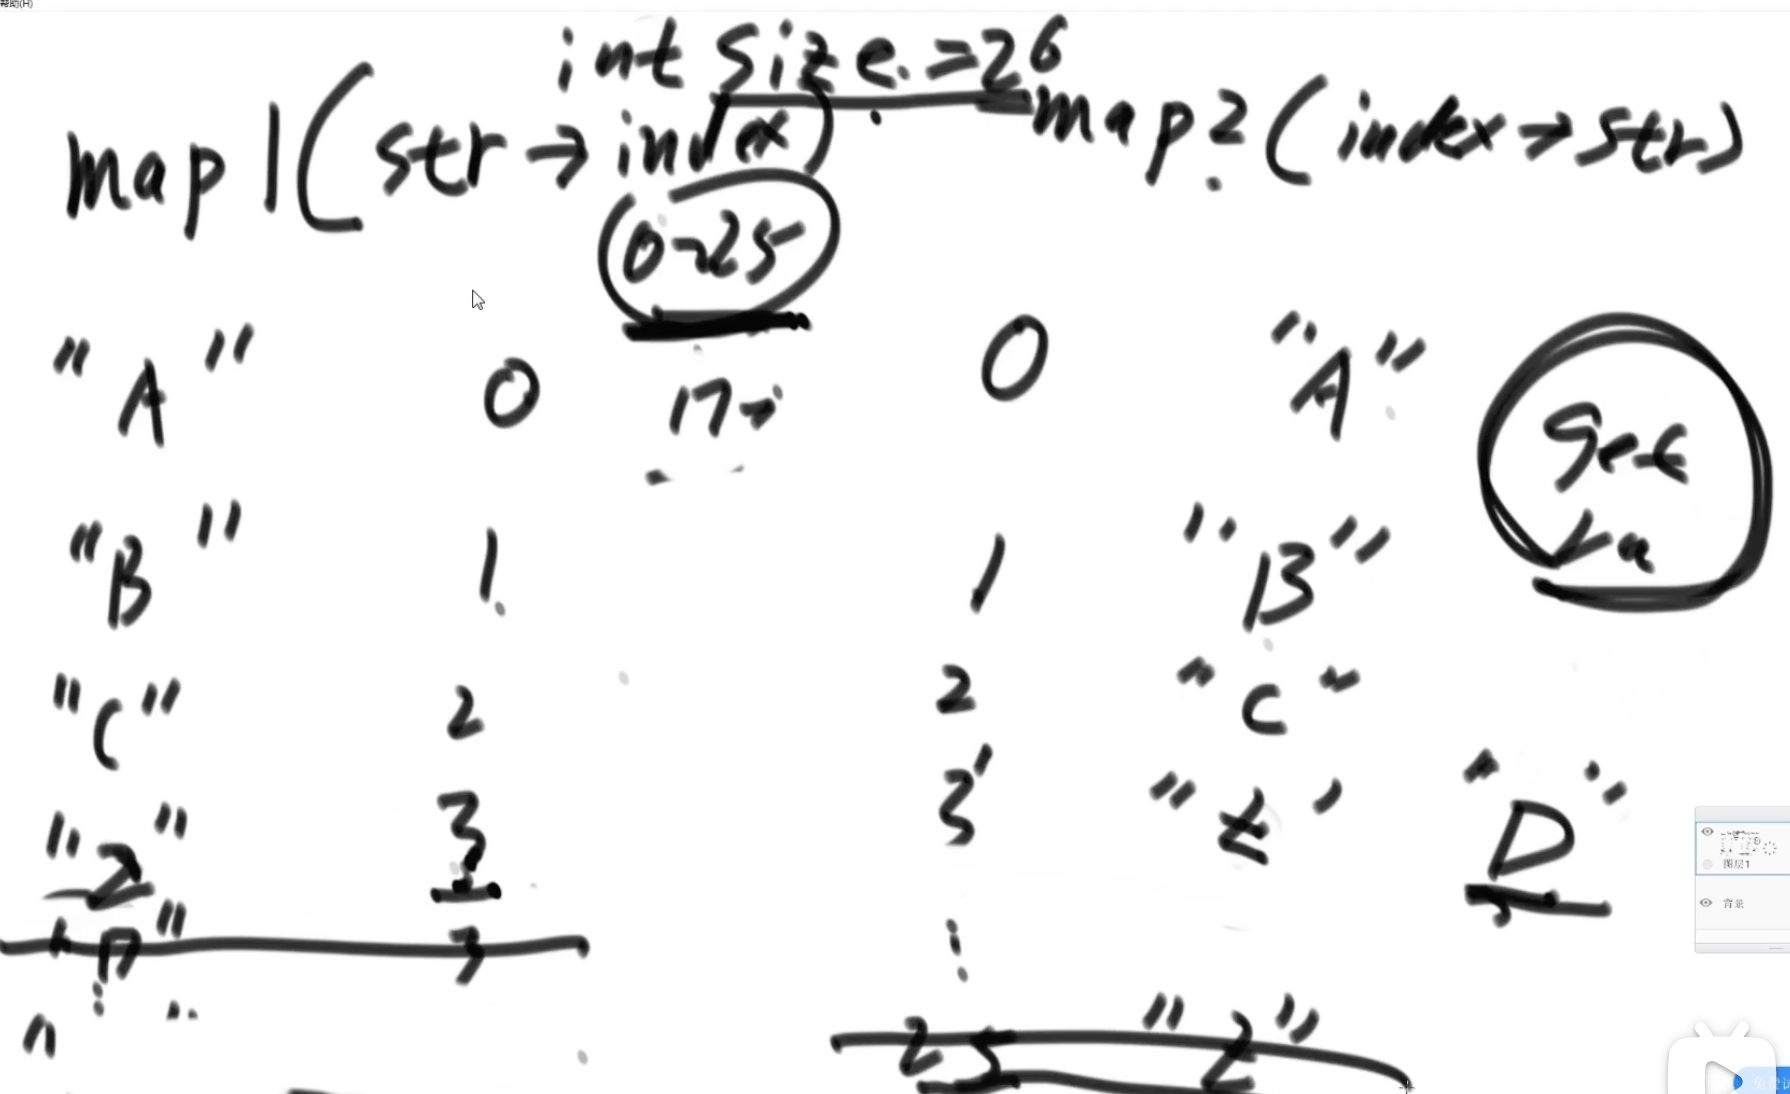 帮助(H)
int size = 26
map1(str→index)
map2(index→str)
0~25
"A" 0 17→ 0 "A"
get
"B" 1 1 "B"
"C" 2 2 "C"
"Z" 3 3 "Z" "D"
3
25 "Z"
图层1
背景